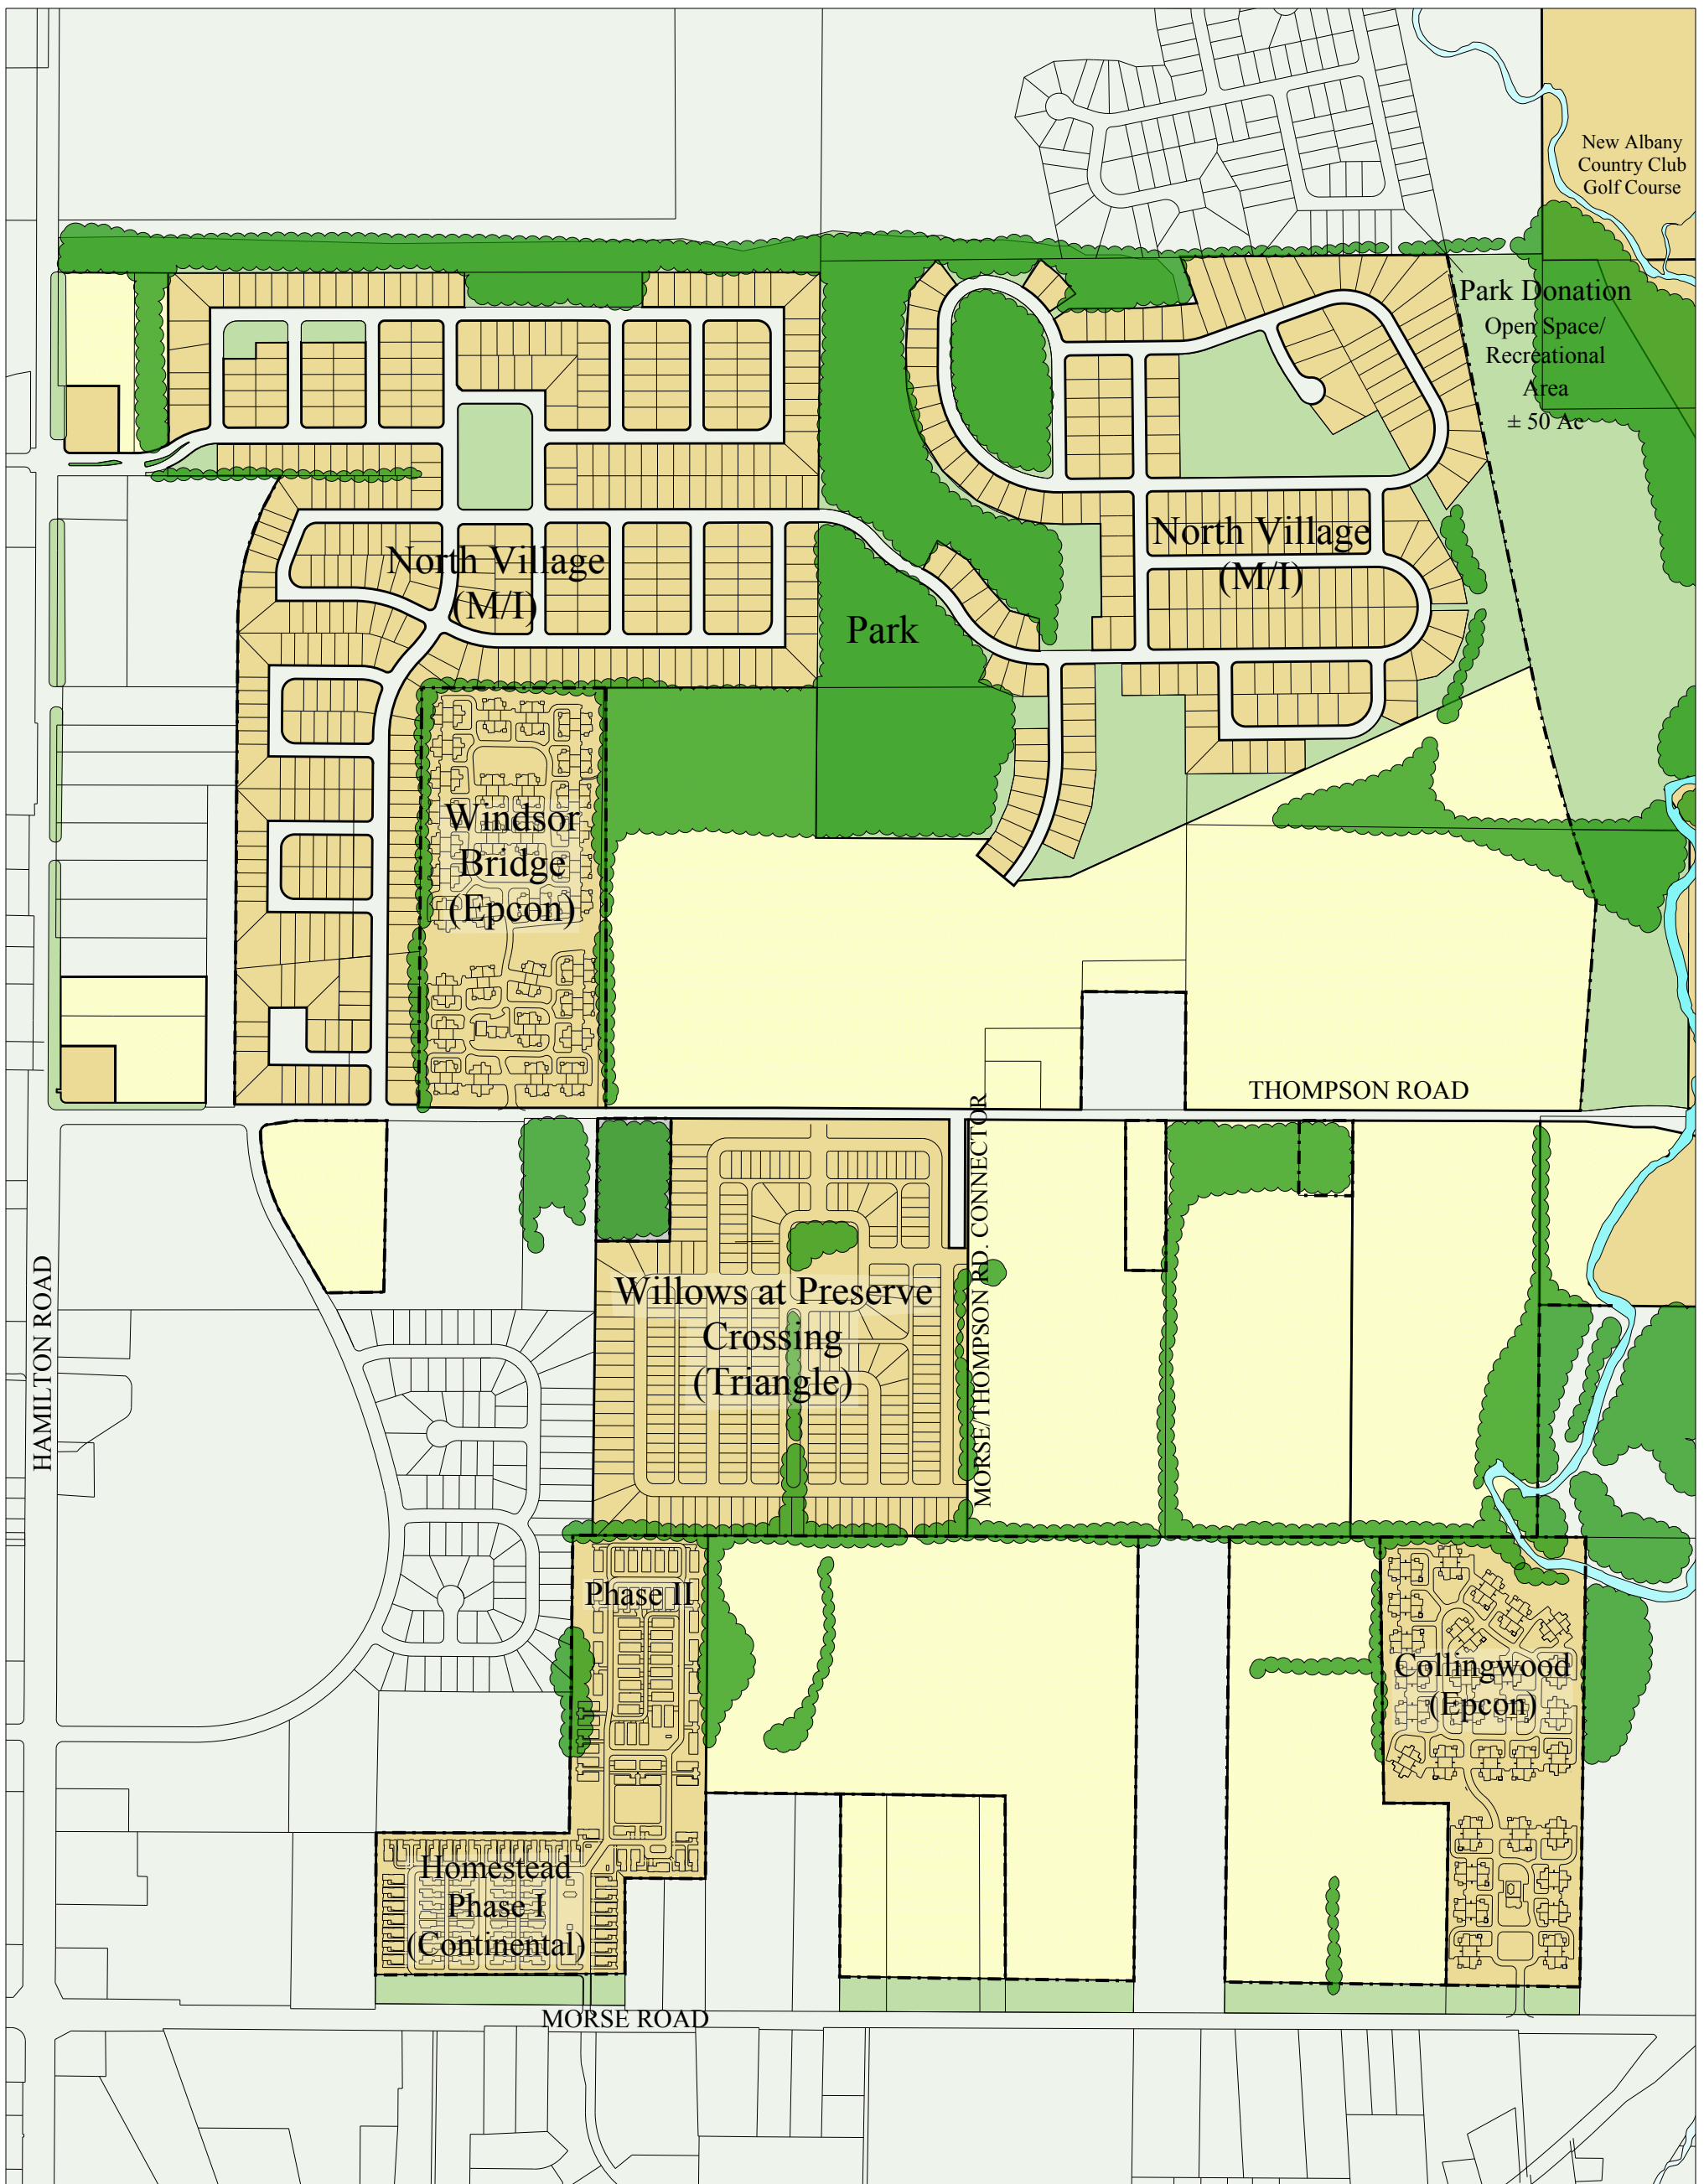 New Albany
Country Club
Golf Course
Park Donation
Open Space/
Recreational
Area
± 50 Ac
North Village
(M/I)
North Village
(M/I)
Park
Windsor
Bridge
(Epcon)
THOMPSON ROAD
HAMILTON ROAD
MORSE/THOMPSON RD. CONNECTOR
Willows at Preserve
Crossing
(Triangle)
Phase II
Collingwood
(Epcon)
Homestead
Phase I
(Continental)
MORSE ROAD